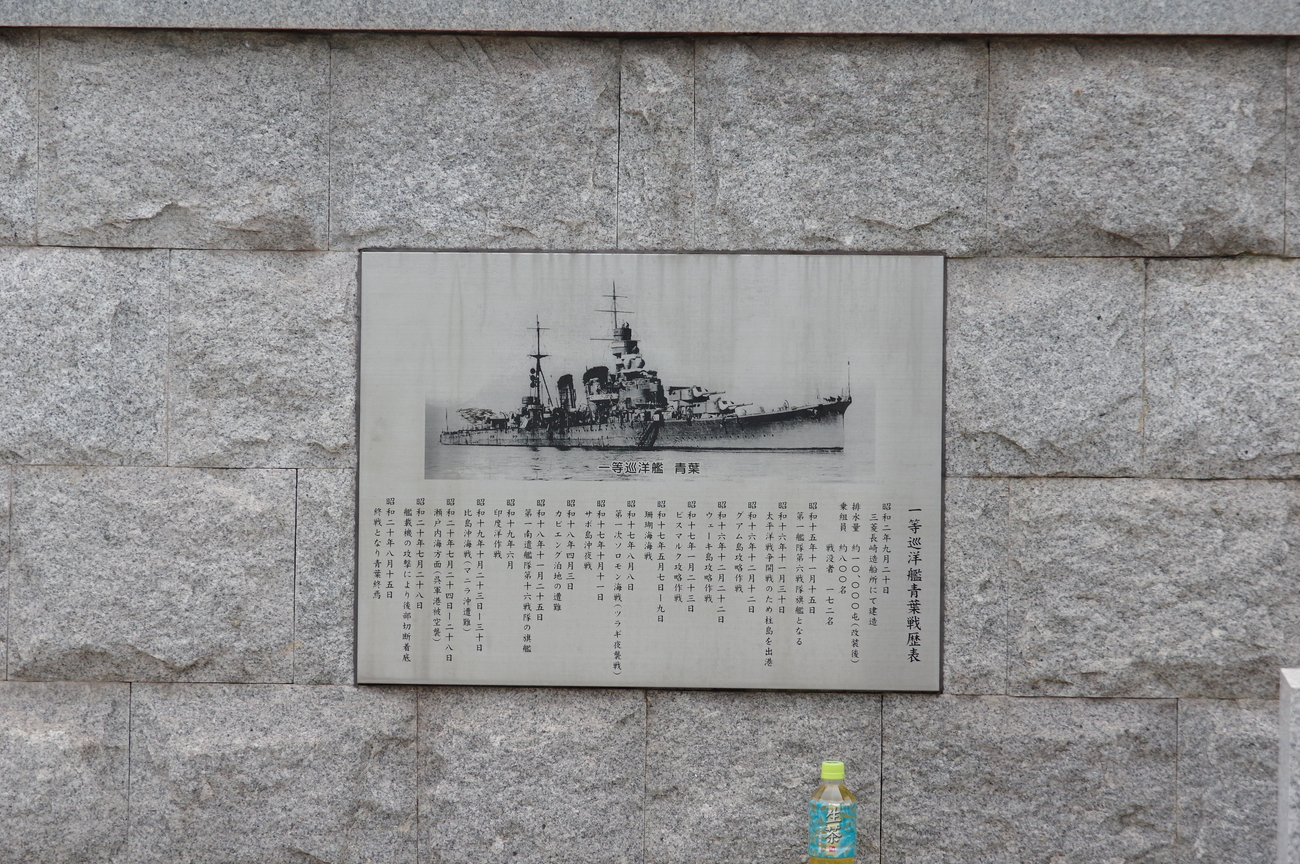 一等巡洋艦　青葉
一等巡洋艦青葉戦歴表
昭和二年九月二十日
三菱長崎造船所にて建造
排水量　約一〇、〇〇〇屯(改装後)
乗組員　約八〇〇名
戦没者　一七二名
昭和十五年十一月十五日
第一艦隊第六戦隊旗艦となる
昭和十六年十一月三十日
太平洋戦争開戦のため柱島を出港
昭和十六年十二月十二日
グアム島攻略作戦
昭和十六年十二月二十二日
ウェーキ島攻略作戦
昭和十七年一月二十三日
ビスマルク攻略作戦
昭和十七年五月七日ー九日
珊瑚海海戦
昭和十七年八月八日
第一次ソロモン海戦(ツラギ夜襲戦)
昭和十七年十月十一日
サボ島沖夜戦
昭和十八年四月三日
カビエング泊地の遭難
昭和十八年十一月二十五日
第一南遣艦隊第十六戦隊の旗艦
昭和十九年六月
印度洋作戦
昭和十九年十月二十三日ー三十日
比島沖海戦(マニラ沖遭難)
昭和二十年七月二十四日ー二十八日
瀬戸内海方面(呉軍港被空襲)
昭和二十年七月二十八日
艦載機の攻撃により後部切断着底
昭和二十年八月十五日
終戦となり青葉終焉
生茶